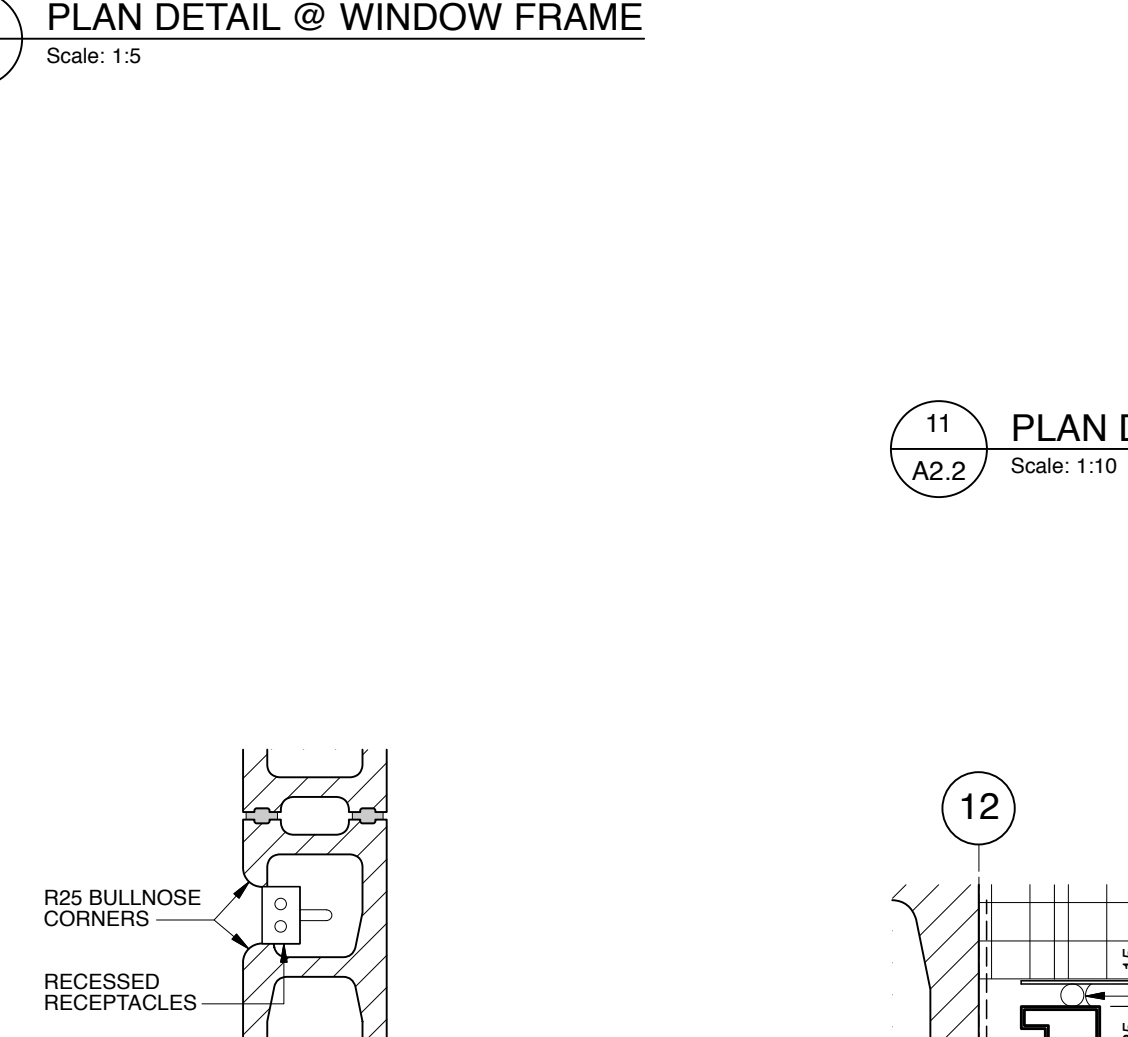 PLAN DETAIL @ WINDOW FRAME
Scale: 1:5
11
A2.2
PLAN
Scale: 1:10
12
R25 BULLNOSE
CORNERS
RECESSED
RECEPTACLES